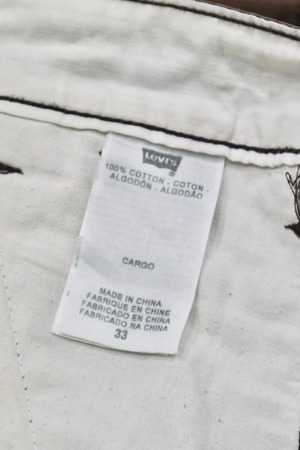 Levi's
100% COTTON - COTON -
ALGODÓN - ALGODÃO
CARGO
MADE IN CHINA
FABRIQUE EN CHINE
FABRICADO EN CHINA
FABRICADO NA CHINA
33